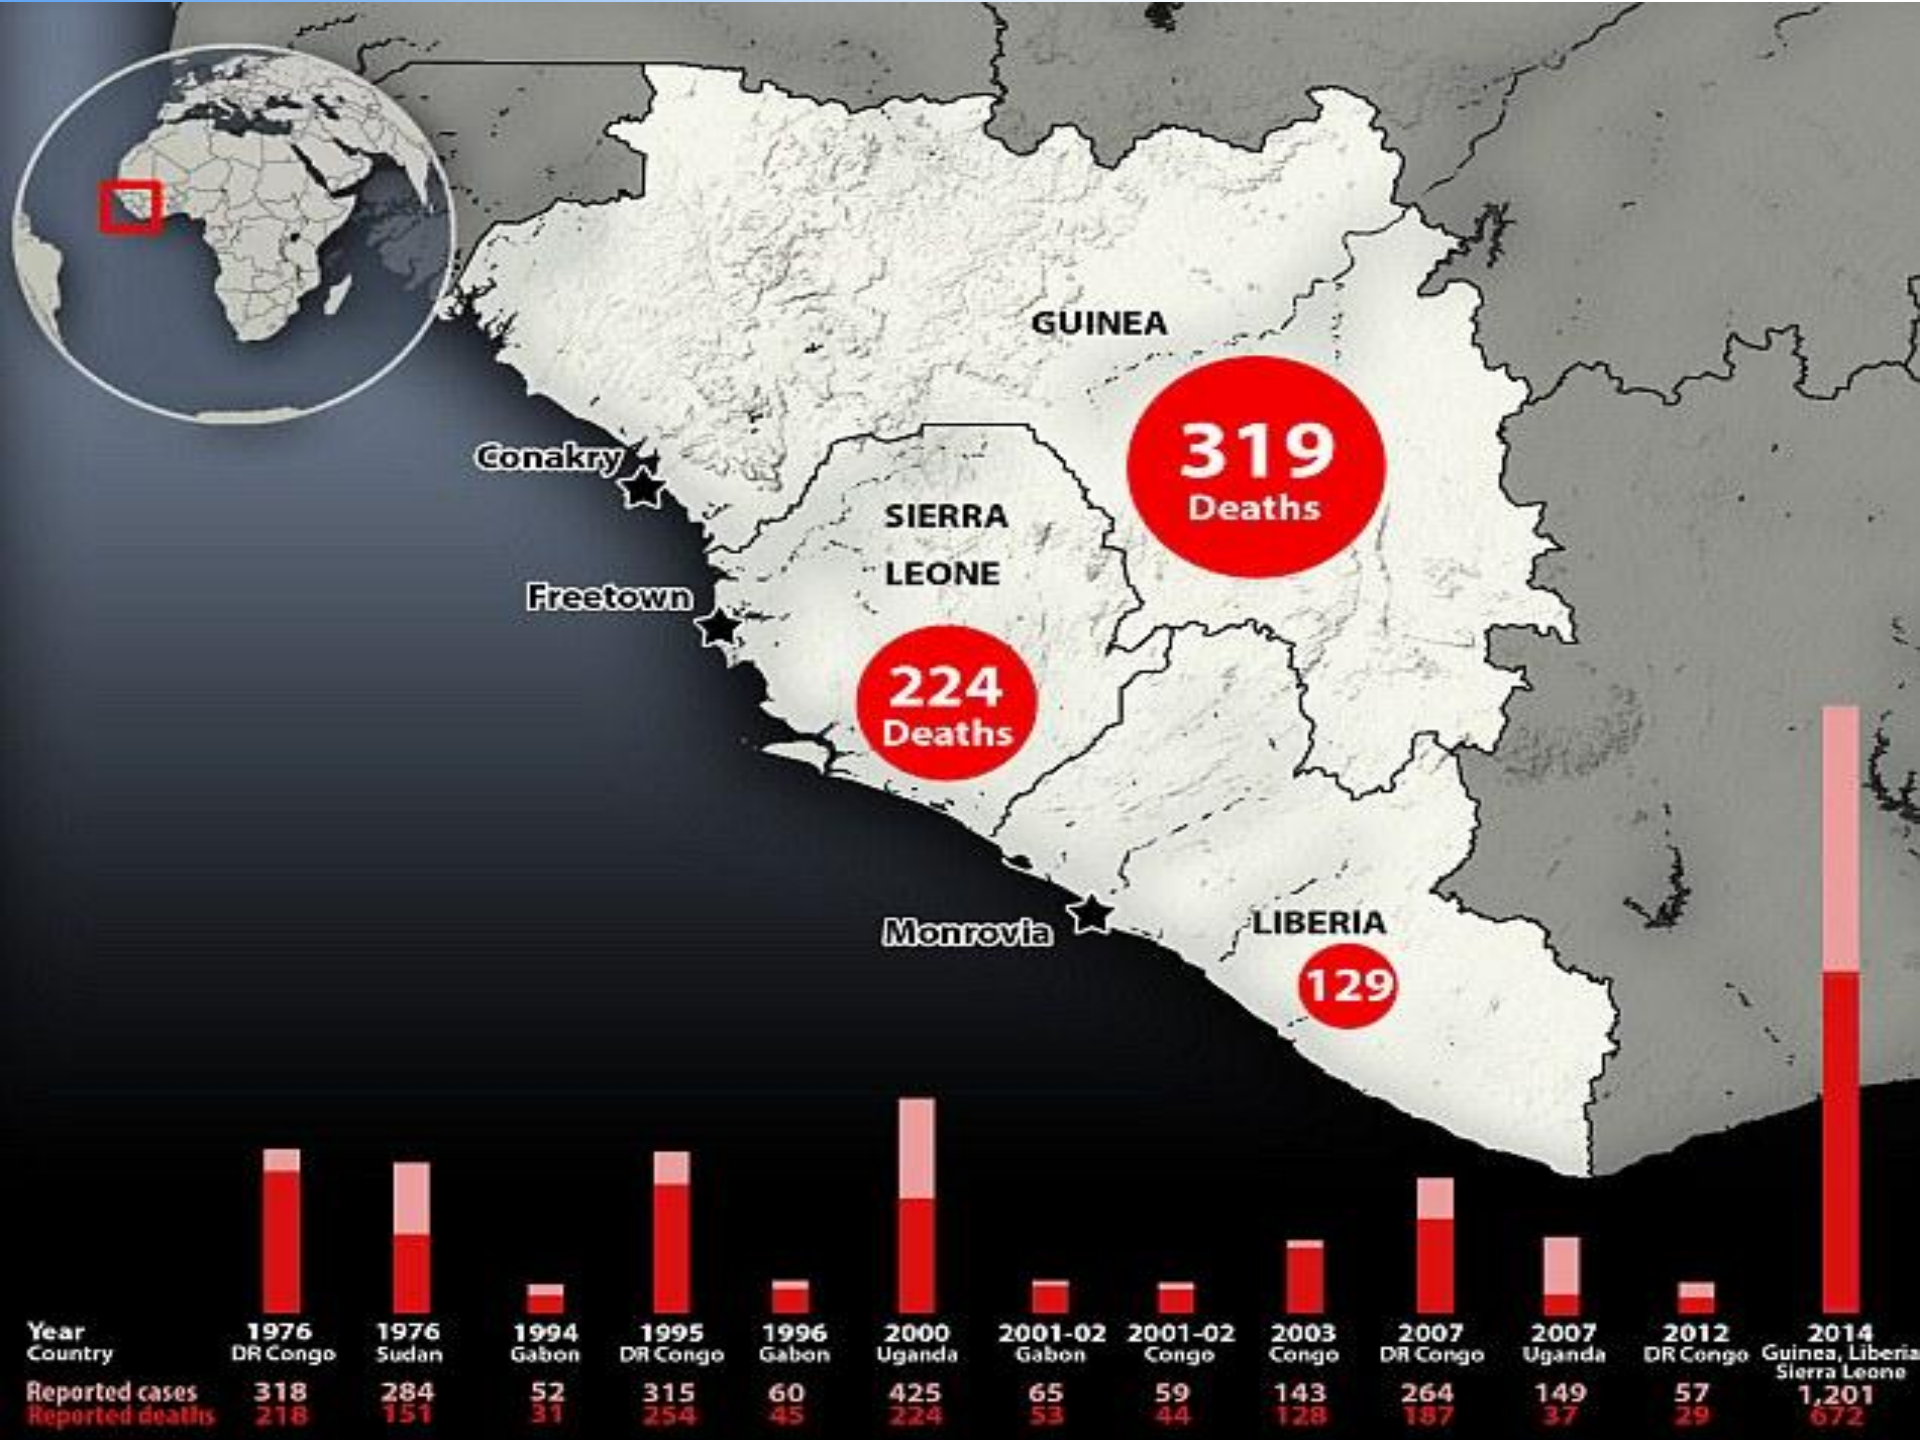 GUINEA
319
Deaths
Conakry
SIERRA
LEONE
Freetown
224
Deaths
Monrovia
LIBERIA
129
Year 1976 1976 1994 1995 1996 2000 2001-02 2001-02 2003 2007 2007 2012 2014
Country DR Congo Sudan Gabon DR Congo Gabon Uganda Gabon Congo Congo DR Congo Uganda DR Congo Guinea, Liberia
Sierra Leone
Reported cases 318 284 52 315 60 425 65 59 143 264 149 57 1,201
Reported deaths 218 151 31 254 45 224 53 44 128 187 37 29 672